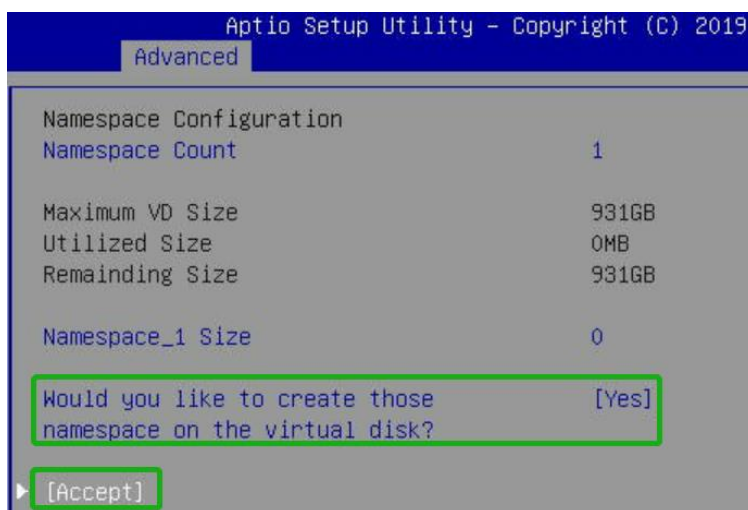 Aptio Setup Utility – Copyright (C) 2019
Advanced
Namespace Configuration
Namespace Count 1
Maximum VD Size 931GB
Utilized Size 0MB
Remainding Size 931GB
Namespace_1 Size 0
Would you like to create those [Yes]
namespace on the virtual disk?
[Accept]